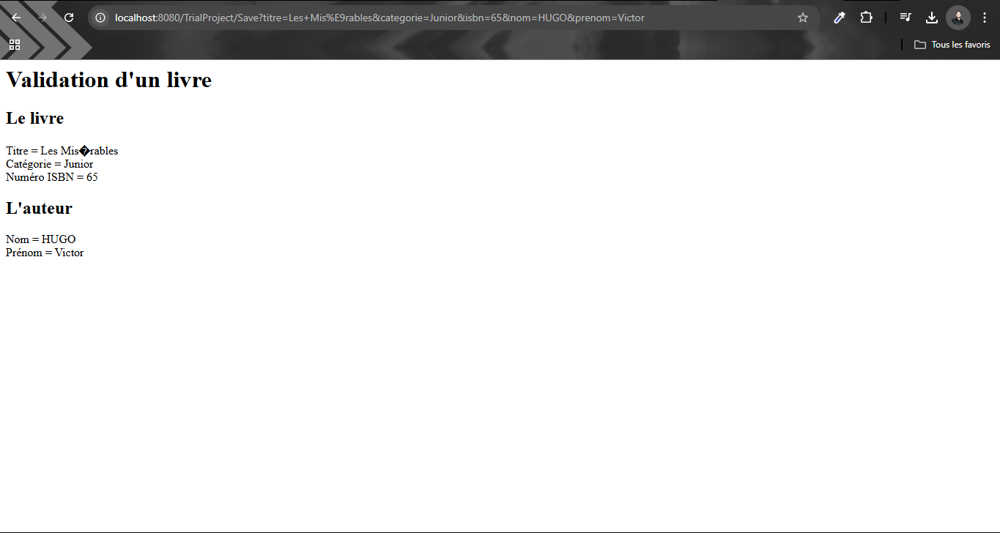 localhost:8080/TrialProject/Save?titre=Les+Mis%E9rables&categorie=Junior&isbn=65&nom=HUGO&prenom=Victor
Tous les favoris
Validation d'un livre
Le livre
Titre = Les Mis�rables
Catégorie = Junior
Numéro ISBN = 65
L'auteur
Nom = HUGO
Prénom = Victor